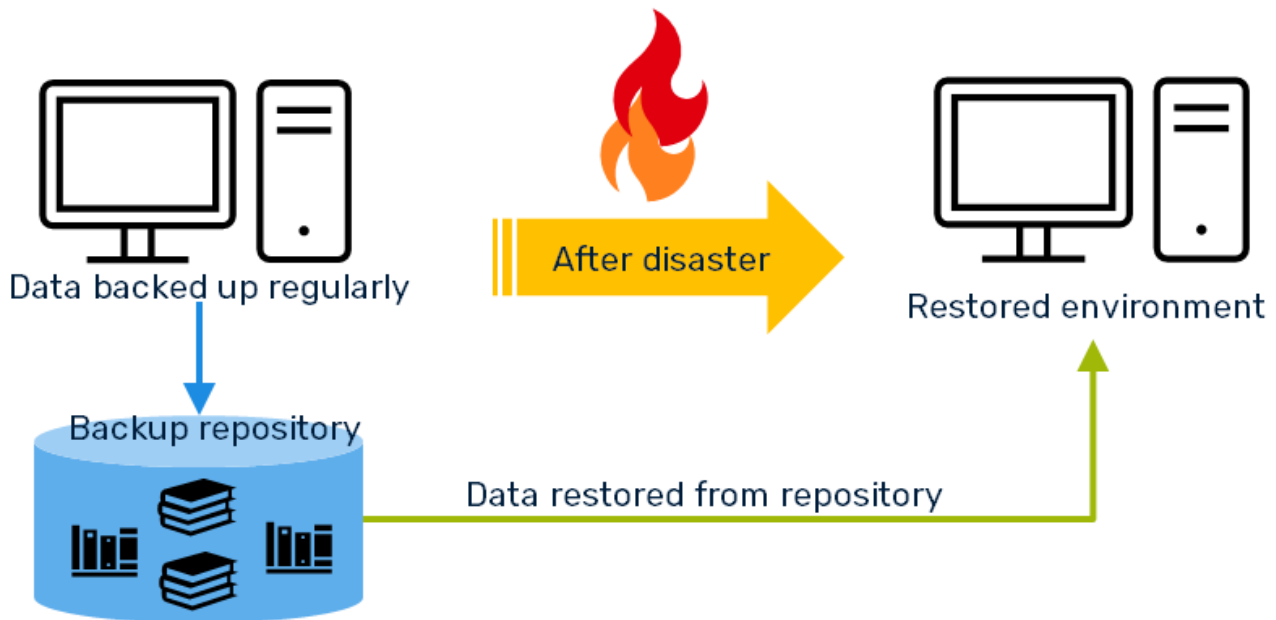 After disaster
Data backed up regularly
Restored environment
Backup repository
Data restored from repository